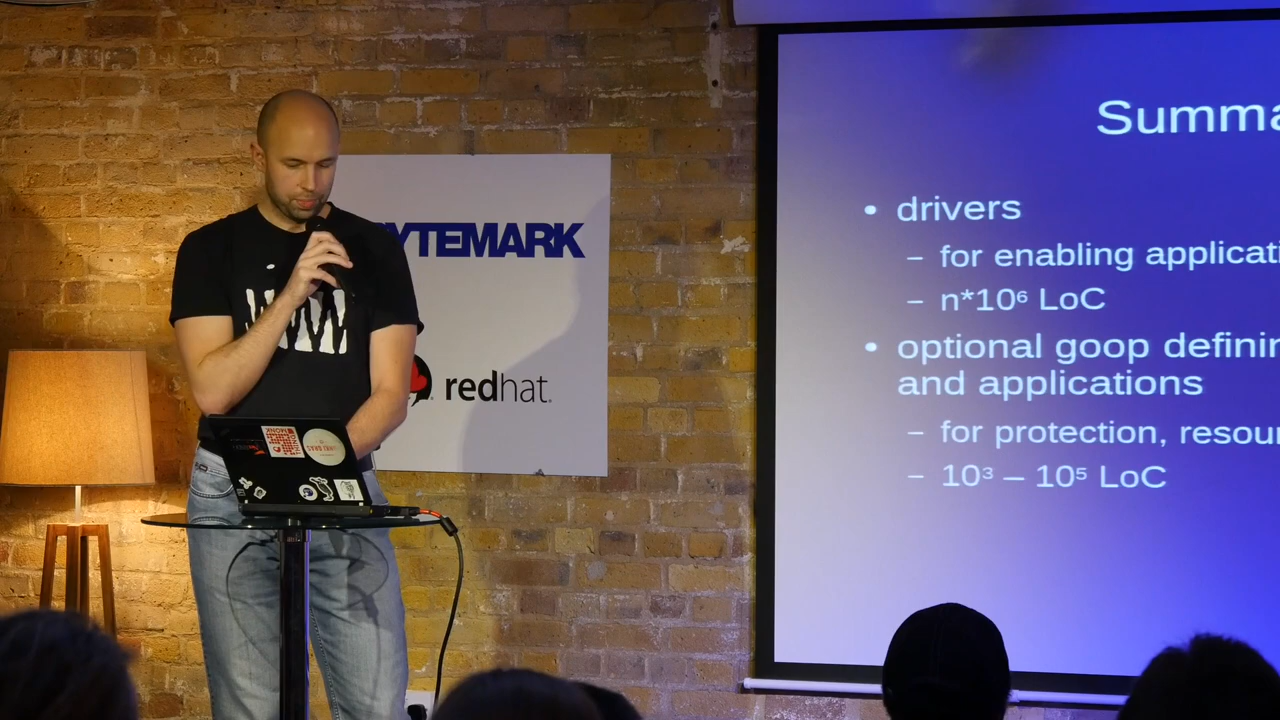 YTEMARK
redhat.
Summa
• drivers
– for enabling applicati
– n*10⁶ LoC
• optional goop definin
and applications
– for protection, resour
– 10³ – 10⁵ LoC